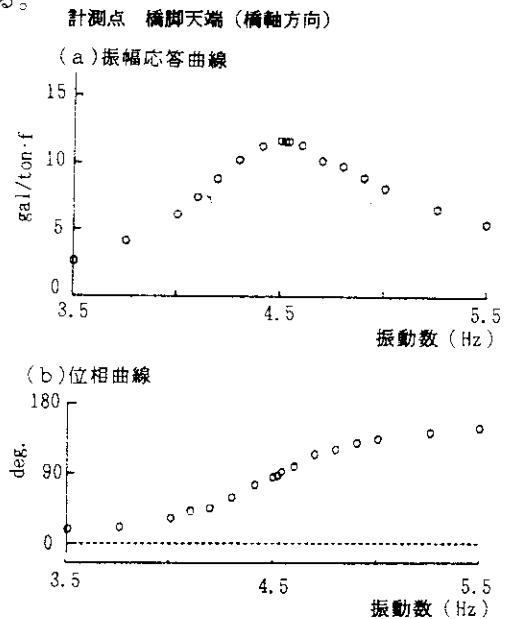 る。
計測点 橋脚天端(橋軸方向)
(a)振幅応答曲線
15
10
5
0
gal/ton·f
3.5 4.5 5.5
振動数(Hz)
(b)位相曲線
180
90
0
deg.
3.5 4.5 5.5
振動数(Hz)